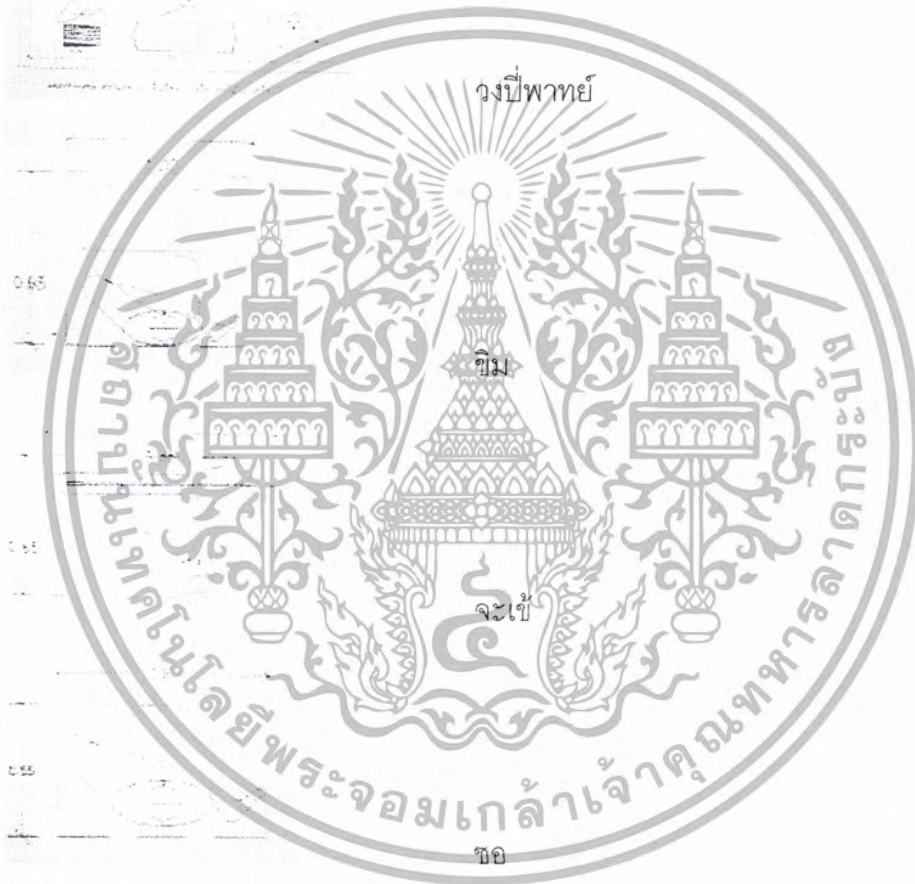 วงปี่พาทย์
0.65
ขิม
จะเข้
ซอ
สถาบันเทคโนโลยีพระจอมเกล้าเจ้าคุณทหารลาดกระบัง
๔